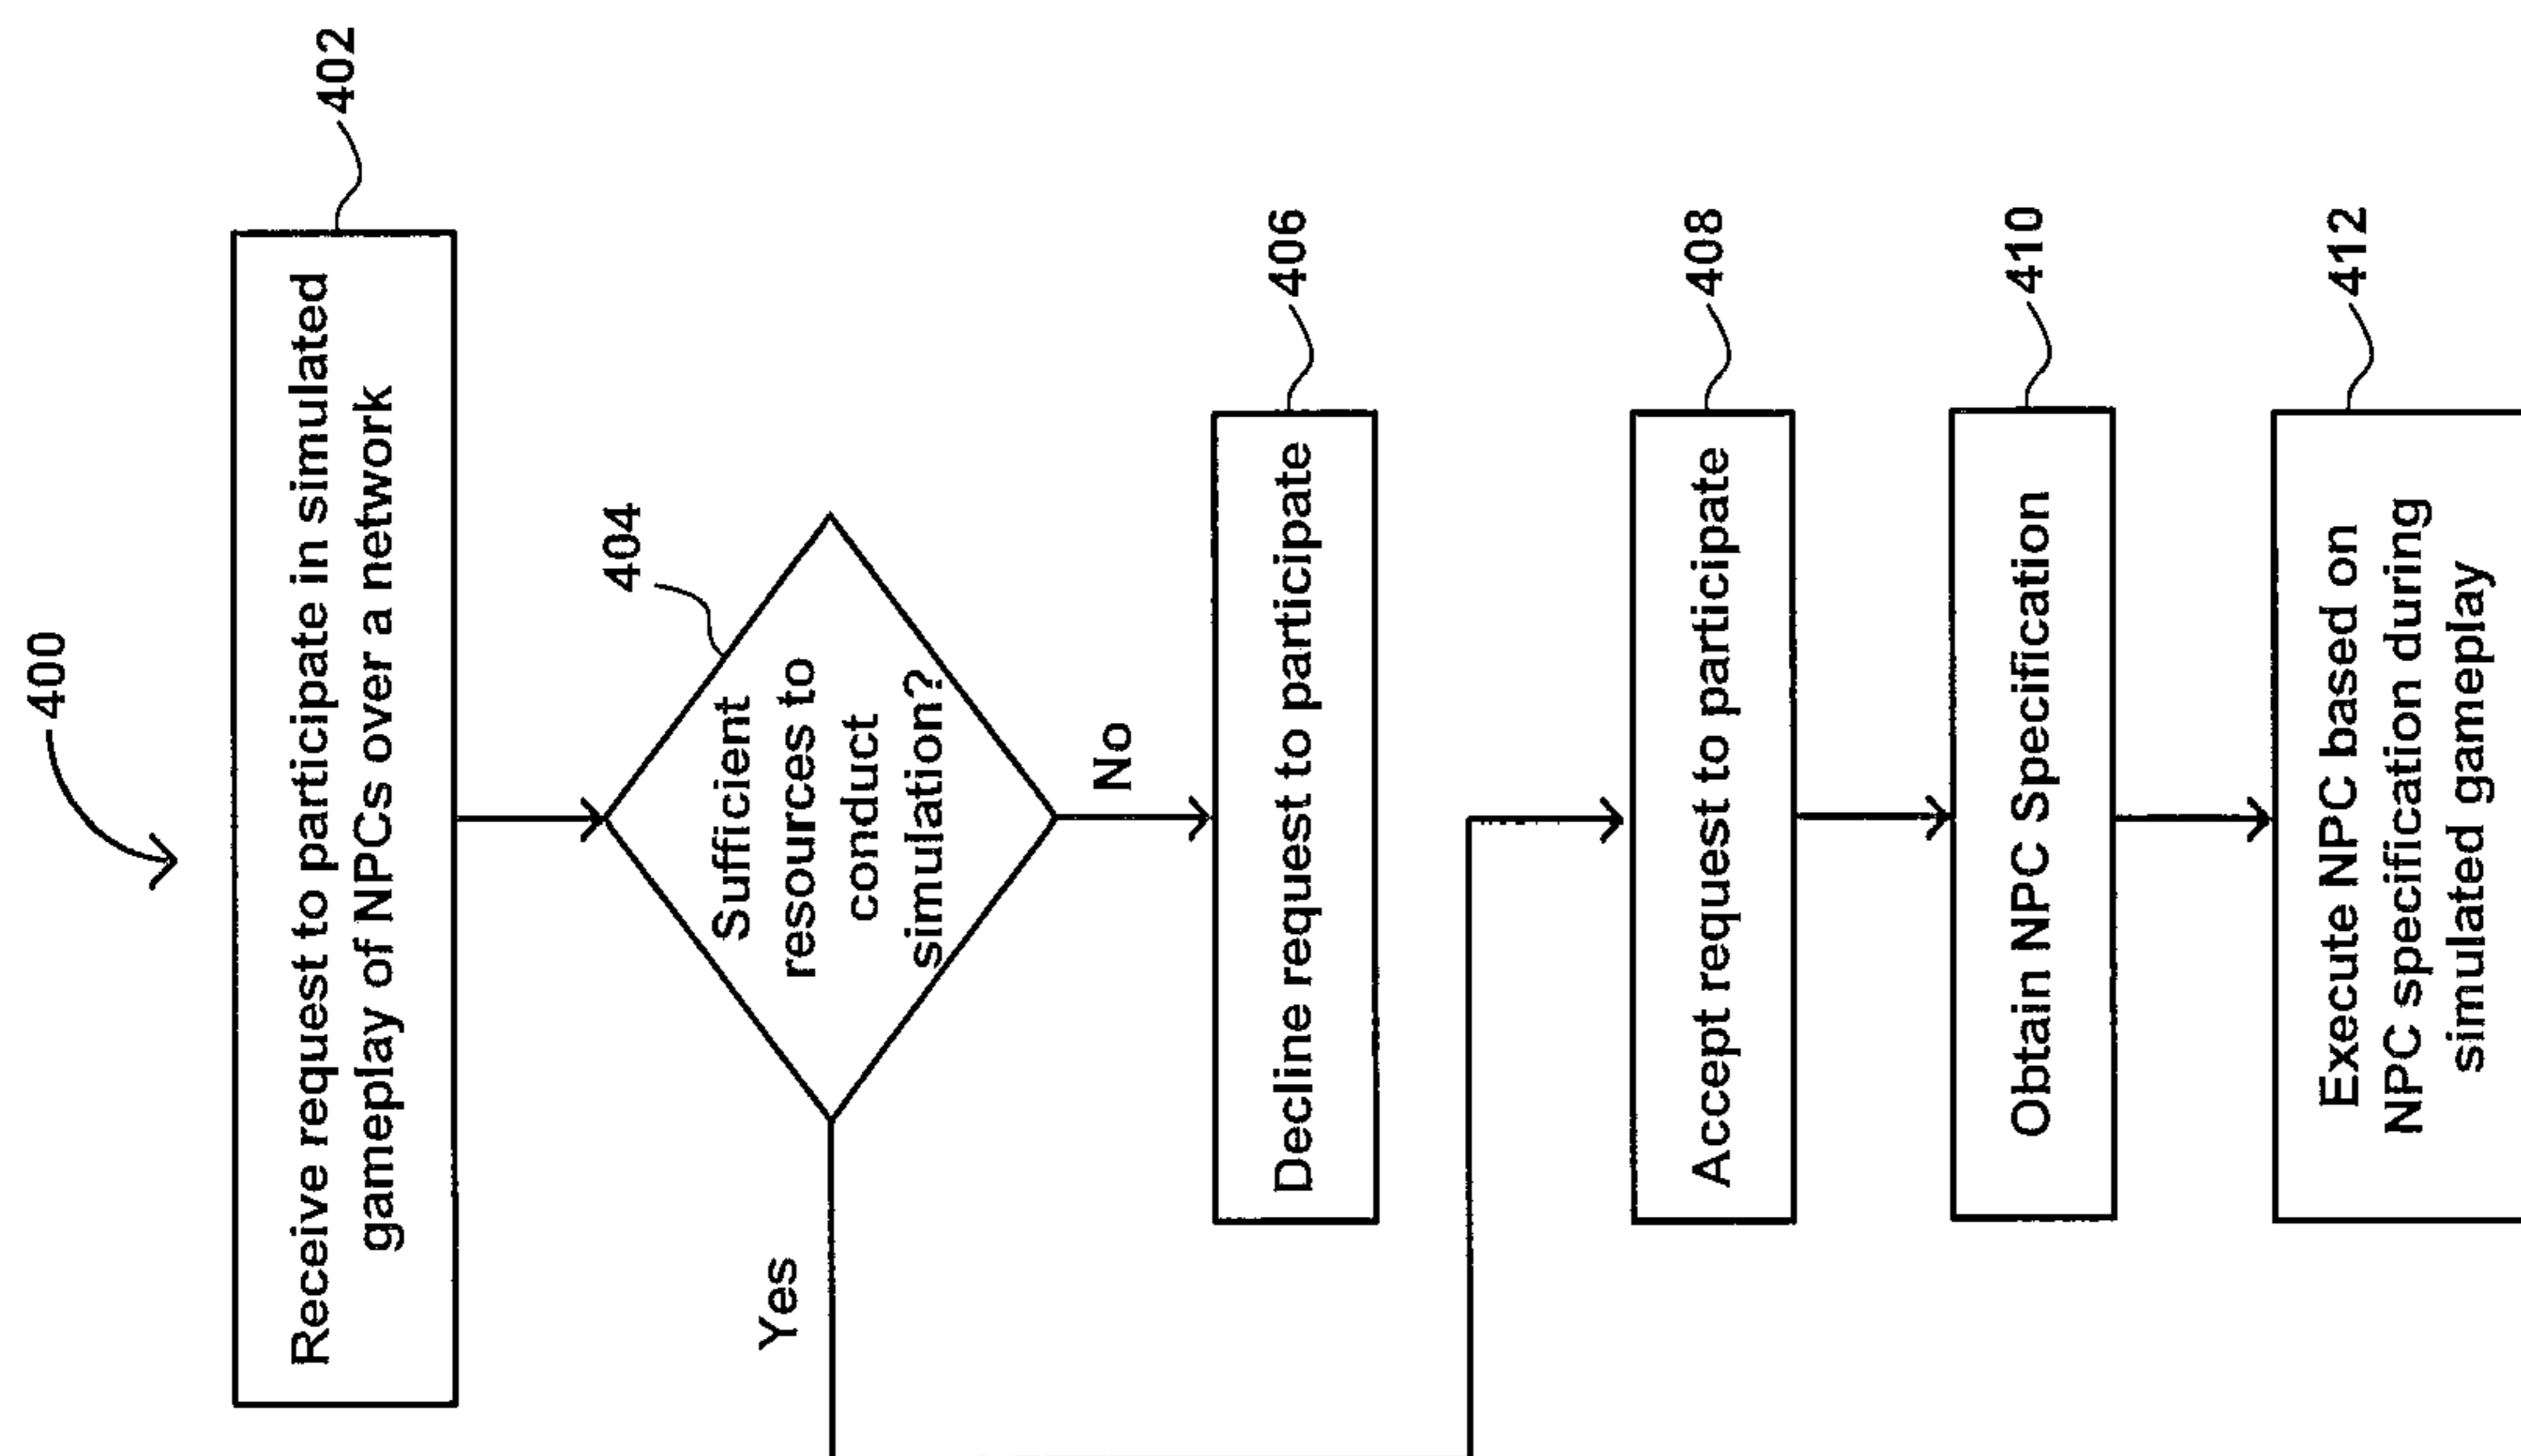 400
402
Receive request to participate in simulated
gameplay of NPCs over a network
404
Sufficient
resources to
conduct
simulation?
Yes
No
406
Decline request to participate
408
Accept request to participate
410
Obtain NPC Specification
412
Execute NPC based on
NPC specification during
simulated gameplay